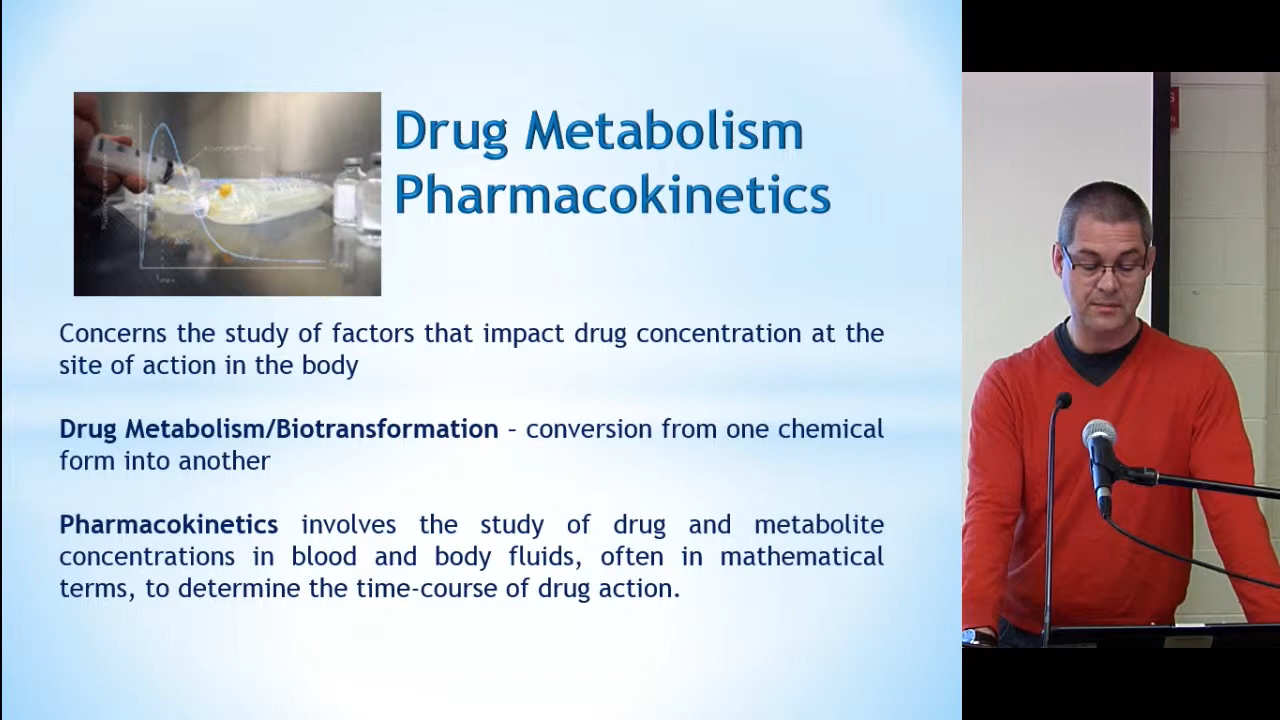 Drug Metabolism
Pharmacokinetics
Concerns the study of factors that impact drug concentration at the
site of action in the body
Drug Metabolism/Biotransformation – conversion from one chemical
form into another
Pharmacokinetics involves the study of drug and metabolite
concentrations in blood and body fluids, often in mathematical
terms, to determine the time-course of drug action.